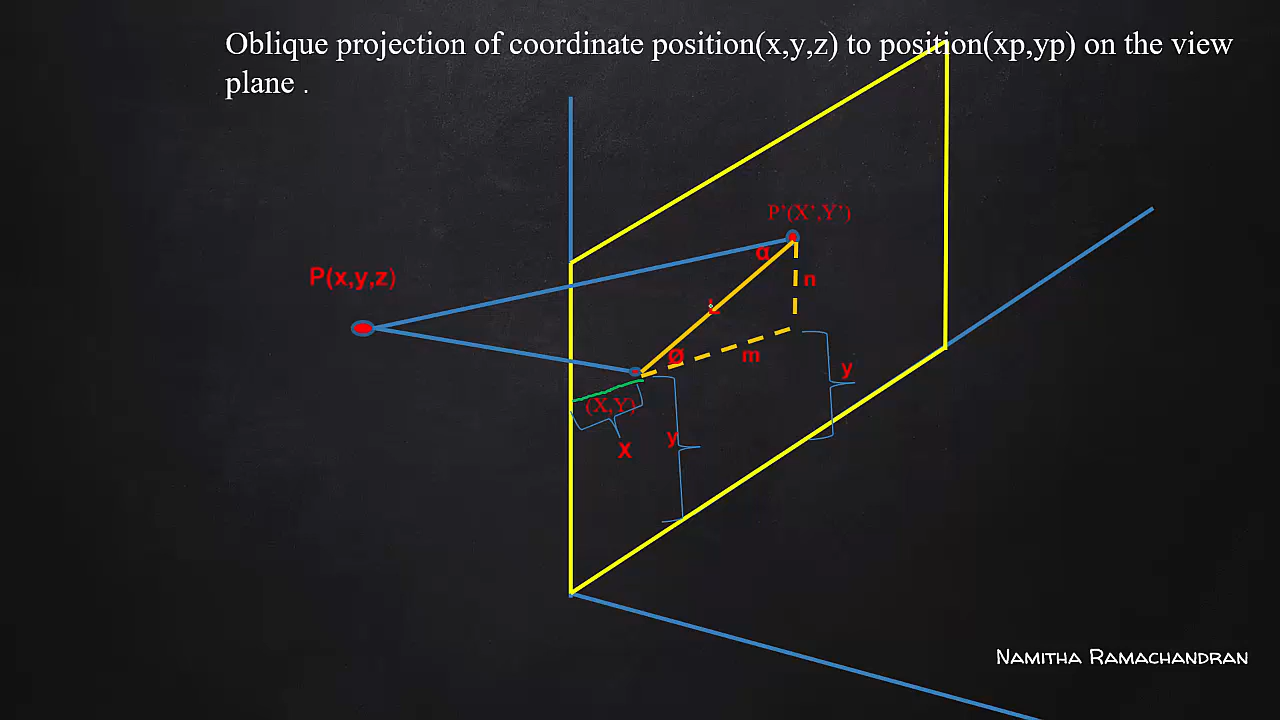 Oblique projection of coordinate position(x,y,z) to position(xp,yp) on the view
plane .
P'(X',Y')
α
P(x,y,z)
n
L
Ø
m
y
(X,Y)
y
X
Namitha Ramachandran